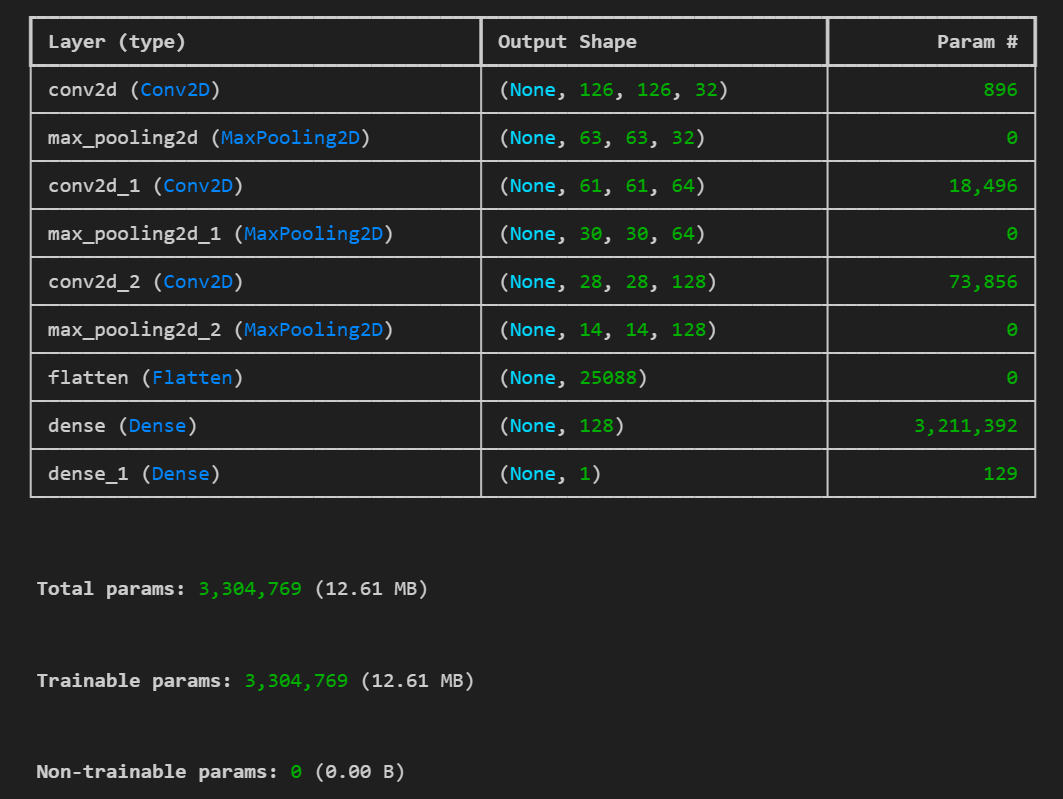 Layer (type) Output Shape Param #
conv2d (Conv2D) (None, 126, 126, 32) 896
max_pooling2d (MaxPooling2D) (None, 63, 63, 32) 0
conv2d_1 (Conv2D) (None, 61, 61, 64) 18,496
max_pooling2d_1 (MaxPooling2D) (None, 30, 30, 64) 0
conv2d_2 (Conv2D) (None, 28, 28, 128) 73,856
max_pooling2d_2 (MaxPooling2D) (None, 14, 14, 128) 0
flatten (Flatten) (None, 25088) 0
dense (Dense) (None, 128) 3,211,392
dense_1 (Dense) (None, 1) 129
Total params: 3,304,769 (12.61 MB)
Trainable params: 3,304,769 (12.61 MB)
Non-trainable params: 0 (0.00 B)